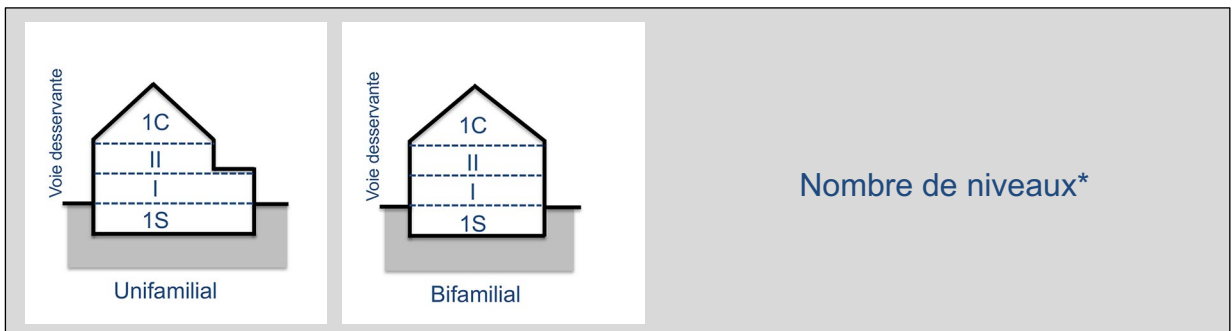 Voie desservante
1C
II
I
1S
Unifamilial
Voie desservante
1C
II
I
1S
Bifamilial
Nombre de niveaux*